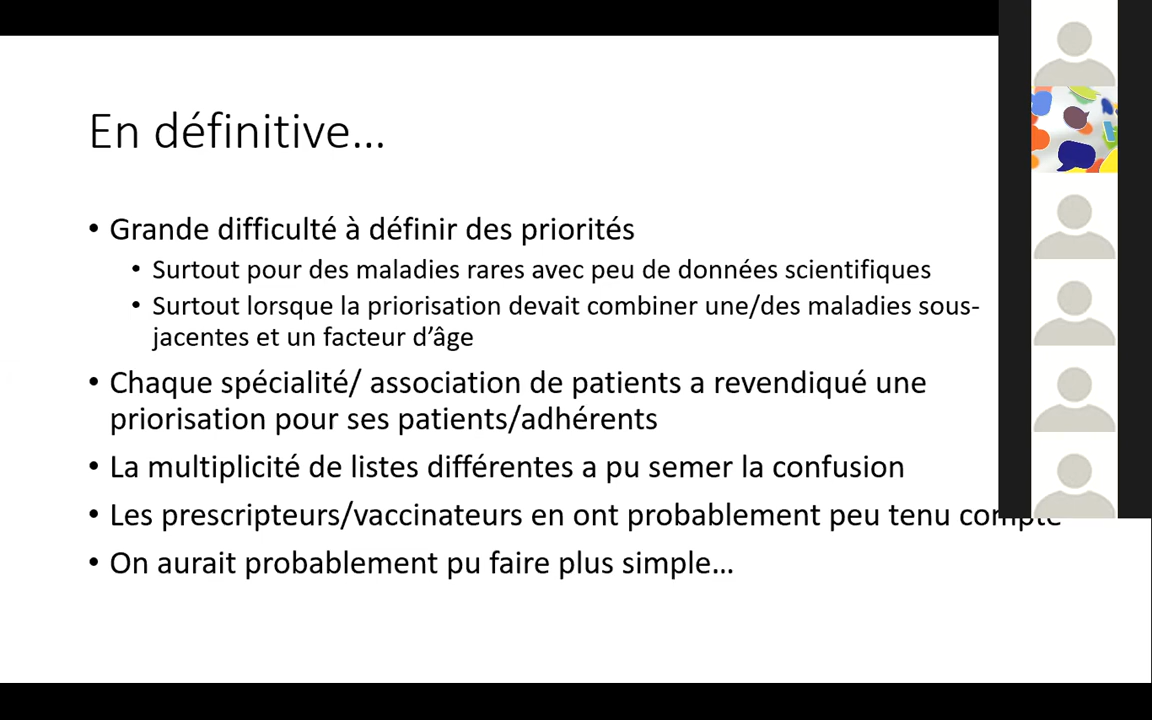 En définitive…
• Grande difficulté à définir des priorités
• Surtout pour des maladies rares avec peu de données scientifiques
• Surtout lorsque la priorisation devait combiner une/des maladies sous-
jacentes et un facteur d’âge
• Chaque spécialité/ association de patients a revendiqué une
priorisation pour ses patients/adhérents
• La multiplicité de listes différentes a pu semer la confusion
• Les prescripteurs/vaccinateurs en ont probablement peu tenu compte
• On aurait probablement pu faire plus simple…